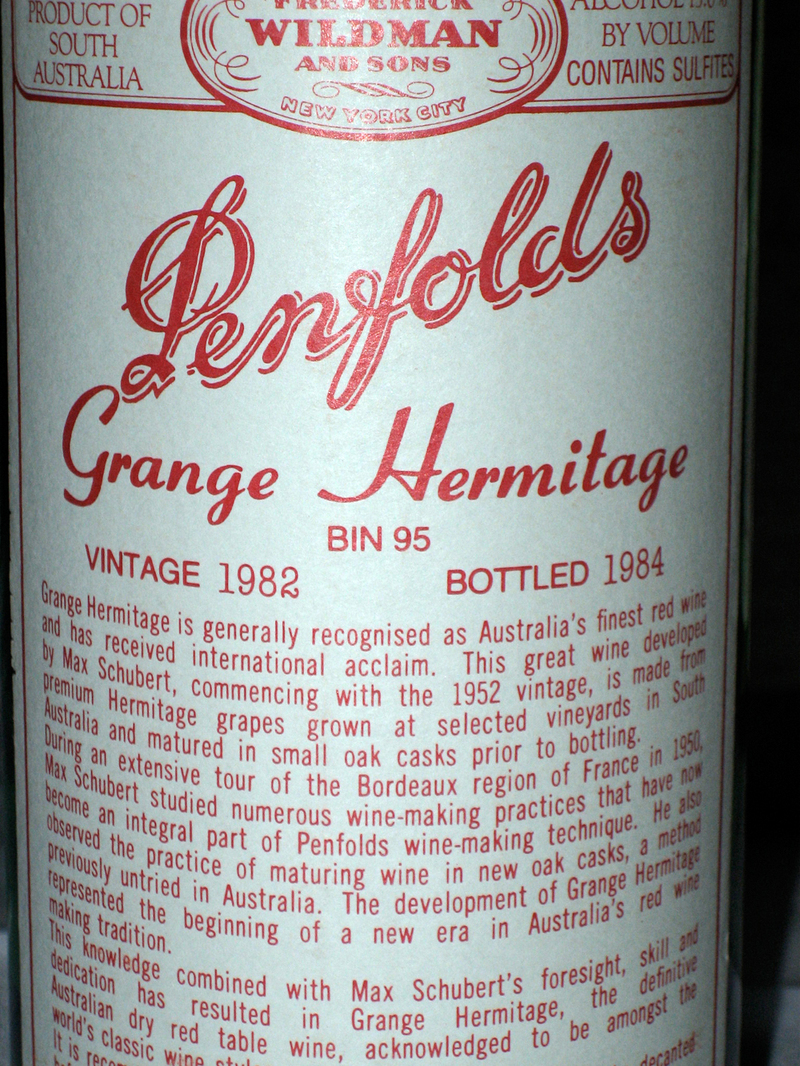 PRODUCT OF
SOUTH
AUSTRALIA
FREDERICK
WILDMAN
AND SONS
NEW YORK CITY
ALCOHOL
BY VOLUME
CONTAINS SULFITES
Penfolds
Grange Hermitage
BIN 95
VINTAGE 1982 BOTTLED 1984
Grange Hermitage is generally recognised as Australia's finest red wine
and has received international acclaim. This great wine developed
by Max Schubert, commencing with the 1952 vintage, is made from
premium Hermitage grapes grown at selected vineyards in South
Australia and matured in small oak casks prior to bottling.
During an extensive tour of the Bordeaux region of France in 1950,
Max Schubert studied numerous wine-making practices that have now
become an integral part of Penfolds wine-making technique. He also
observed the practice of maturing wine in new oak casks, a method
previously untried in Australia. The development of Grange Hermitage
represented the beginning of a new era in Australia's red wine
making tradition.
This knowledge combined with Max Schubert's foresight, skill and
dedication has resulted in Grange Hermitage, the definitive
Australian dry red table wine, acknowledged to be amongst the
world's classic wine
It is decanted